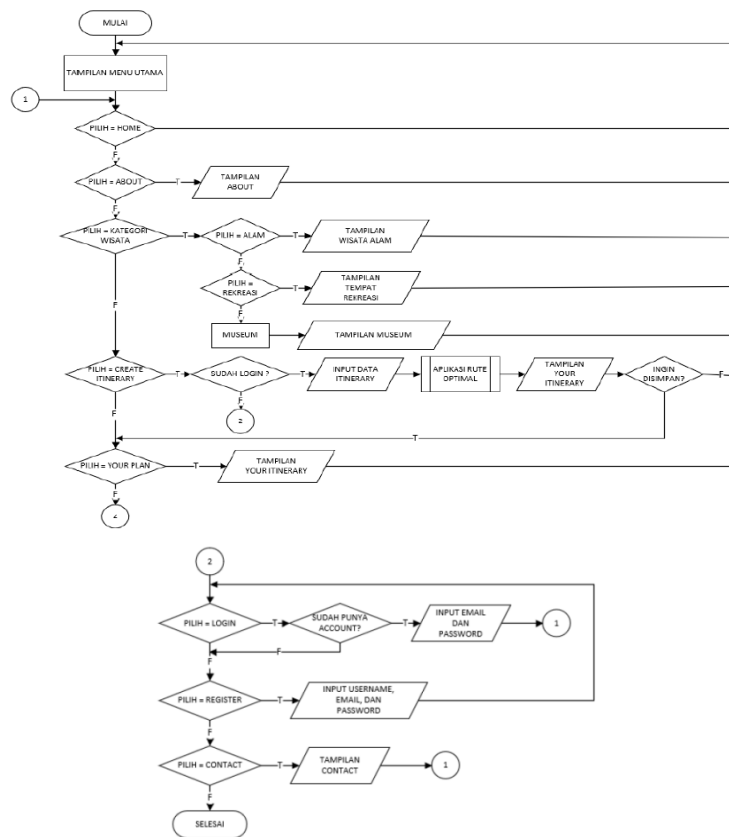 MULAI
TAMPILAN MENU UTAMA
1
PILIH = HOME
F
PILIH = ABOUT
T
TAMPILAN
ABOUT
F
PILIH = KATEGORI
WISATA
T
PILIH = ALAM
T
TAMPILAN
WISATA ALAM
F
F
PILIH =
REKREASI
T
TAMPILAN
TEMPAT
REKREASI
F
MUSEUM
TAMPILAN MUSEUM
PILIH = CREATE
ITINERARY
T
SUDAH LOGIN ?
T
INPUT DATA
ITINERARY
APLIKASI RUTE
OPTIMAL
TAMPILAN
YOUR
ITINERARY
INGIN
DISIMPAN?
F
F
F
2
T
PILIH = YOUR PLAN
T
TAMPILAN
YOUR ITINERARY
F
2
2
PILIH = LOGIN
T
SUDAH PUNYA
ACCOUNT?
T
INPUT EMAIL
DAN
PASSWORD
1
F
F
PILIH = REGISTER
T
INPUT USERNAME,
EMAIL, DAN
PASSWORD
F
PILIH = CONTACT
T
TAMPILAN
CONTACT
1
F
SELESAI